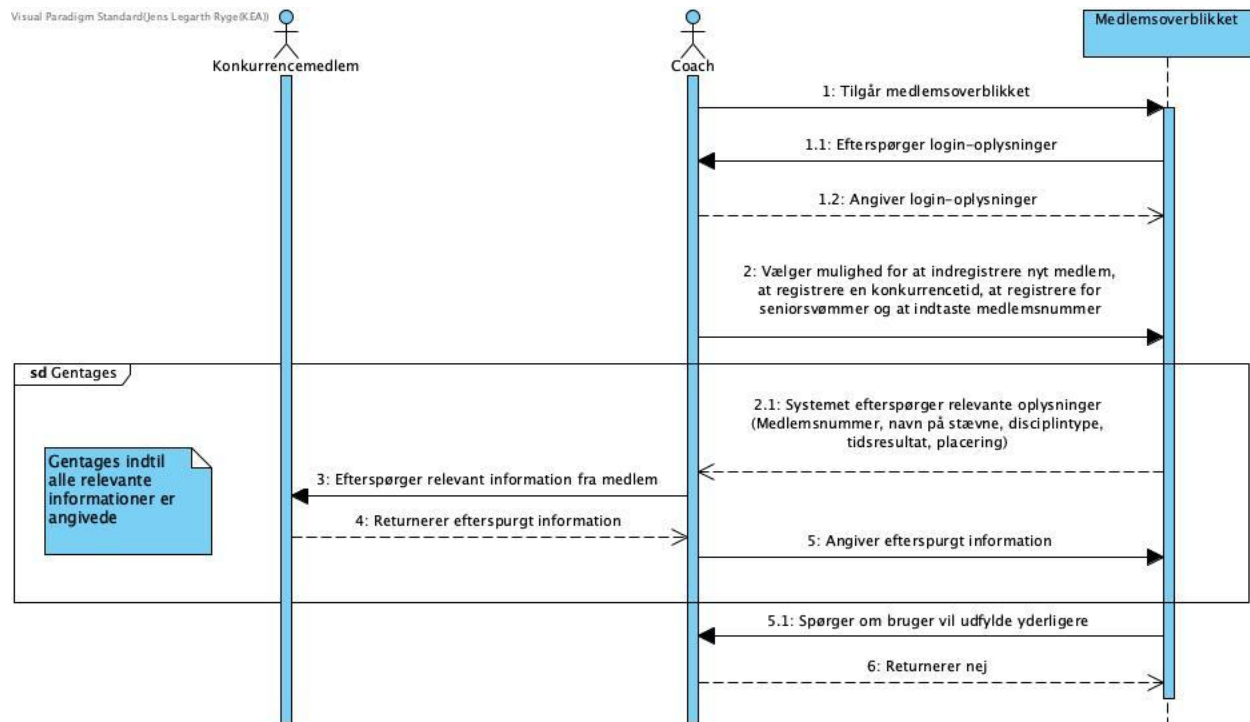 Visual Paradigm Standard(Jens Legarth Ryge(KEA))
Konkurrencemedlem
Coach
Medlemsoverblikket
1: Tilgår medlemsoverblikket
1.1: Efterspørger login-oplysninger
1.2: Angiver login-oplysninger
2: Vælger mulighed for at indregistrere nyt medlem,
at registrere en konkurrencetid, at registrere for
seniorsvømmer og at indtaste medlemsnummer
sd Gentages
2.1: Systemet efterspørger relevante oplysninger
(Medlemsnummer, navn på stævne, disciplintype,
tidsresultat, placering)
Gentages indtil
alle relevante
informationer er
angivede
3: Efterspørger relevant information fra medlem
4: Returnerer efterspurgt information
5: Angiver efterspurgt information
5.1: Spørger om bruger vil udfylde yderligere
6: Returnerer nej